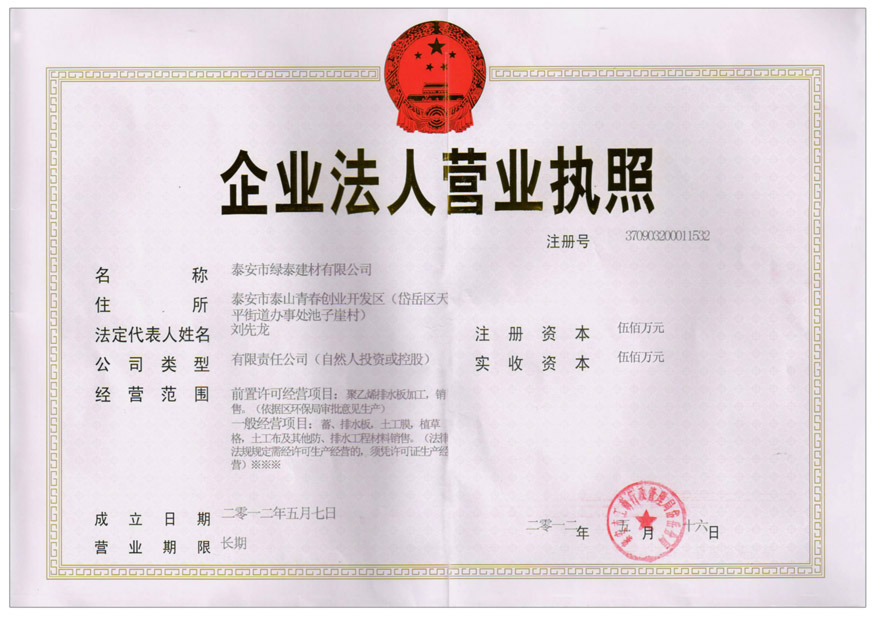 企业法人营业执照
注册号 370903200011532
名称 泰安市绿泰建材有限公司
住所 泰安市泰山青春创业开发区（岱岳区天
平街道办事处池子崖村）
法定代表人姓名 刘先龙
注册资本 伍佰万元
公司类型 有限责任公司（自然人投资或控股）
实收资本 伍佰万元
经营范围 前置许可经营项目：聚乙烯排水板加工，销
售。（依据区环保局审批意见生产）
一般经营项目：蓄、排水板，土工膜，植草
格，土工布及其他防、排水工程材料销售。（法排
法规规定需经许可生产经营的，须凭许可证生产经
营）※※※
成立日期 二零一二年五月七日
营业期限 长期
二零一二年 五月 十六日